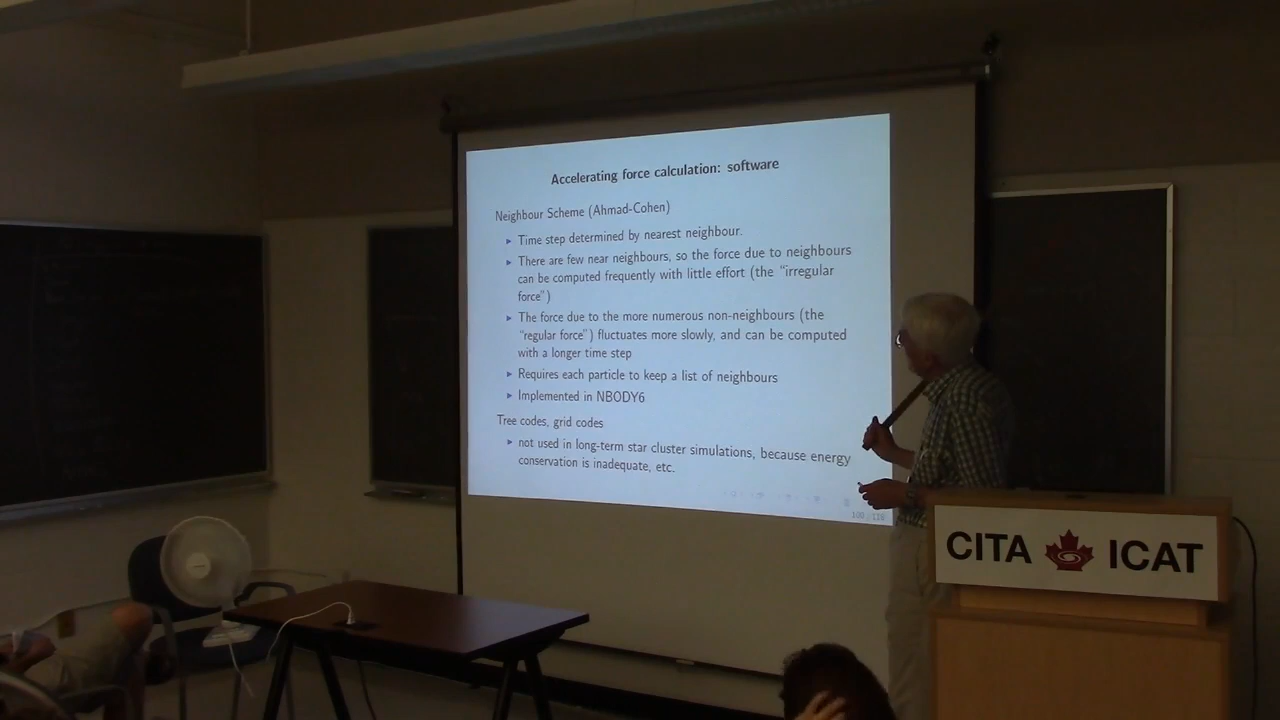 Accelerating force calculation: software
Neighbour Scheme (Ahmad-Cohen)
Time step determined by nearest neighbour.
There are few near neighbours, so the force due to neighbours
can be computed frequently with little effort (the “irregular
force”)
The force due to the more numerous non-neighbours (the
“regular force”) fluctuates more slowly, and can be computed
with a longer time step
Requires each particle to keep a list of neighbours
Implemented in NBODY6
Tree codes, grid codes
not used in long-term star cluster simulations, because energy
conservation is inadequate, etc.
CITA ICAT